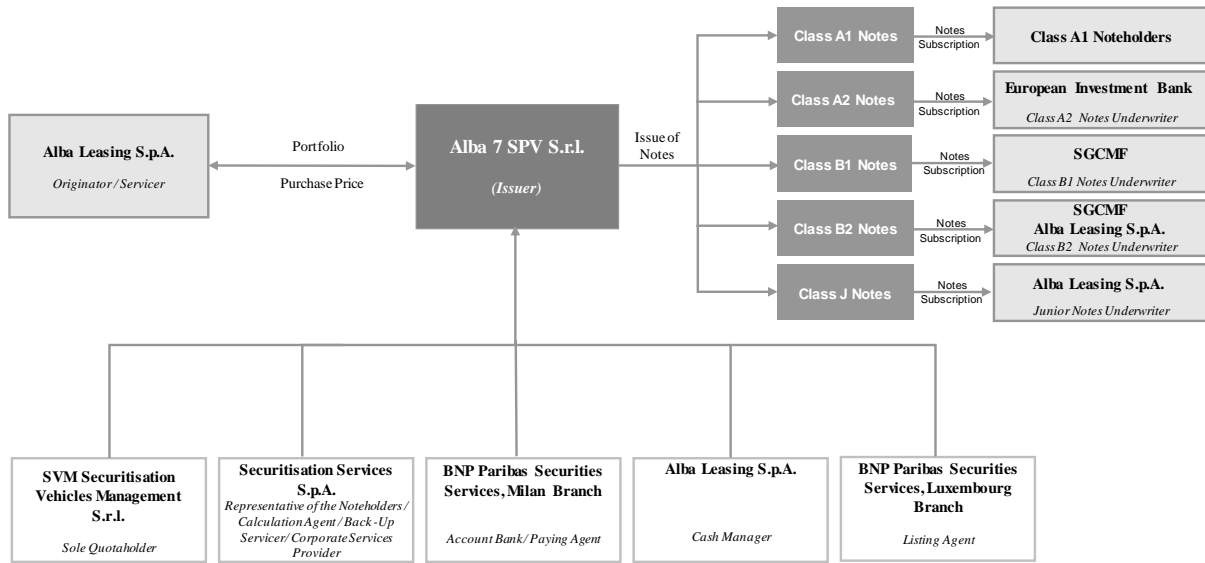 Alba Leasing S.p.A.
Originator / Servicer
Portfolio
Purchase Price
Alba 7 SPV S.r.l.
(Issuer)
Issue of
Notes
Class A1 Notes
Notes
Subscription
Class A1 Noteholders
Class A2 Notes
Notes
Subscription
European Investment Bank
Class A2 Notes Underwriter
Class B1 Notes
Notes
Subscription
SGCMF
Class B1 Notes Underwriter
Class B2 Notes
Notes
Subscription
SGCMF
Alba Leasing S.p.A.
Class B2 Notes Underwriter
Class J Notes
Notes
Subscription
Alba Leasing S.p.A.
Junior Notes Underwriter
SVM Securitisation
Vehicles Management
S.r.l.
Sole Quotaholder
Securitisation Services
S.p.A.
Representative of the Noteholders /
Calculation Agent / Back-Up
Servicer/ Corporate Services
Provider
BNP Paribas Securities
Services, Milan Branch
Account Bank/ Paying Agent
Alba Leasing S.p.A.
Cash Manager
BNP Paribas Securities
Services, Luxembourg
Branch
Listing Agent